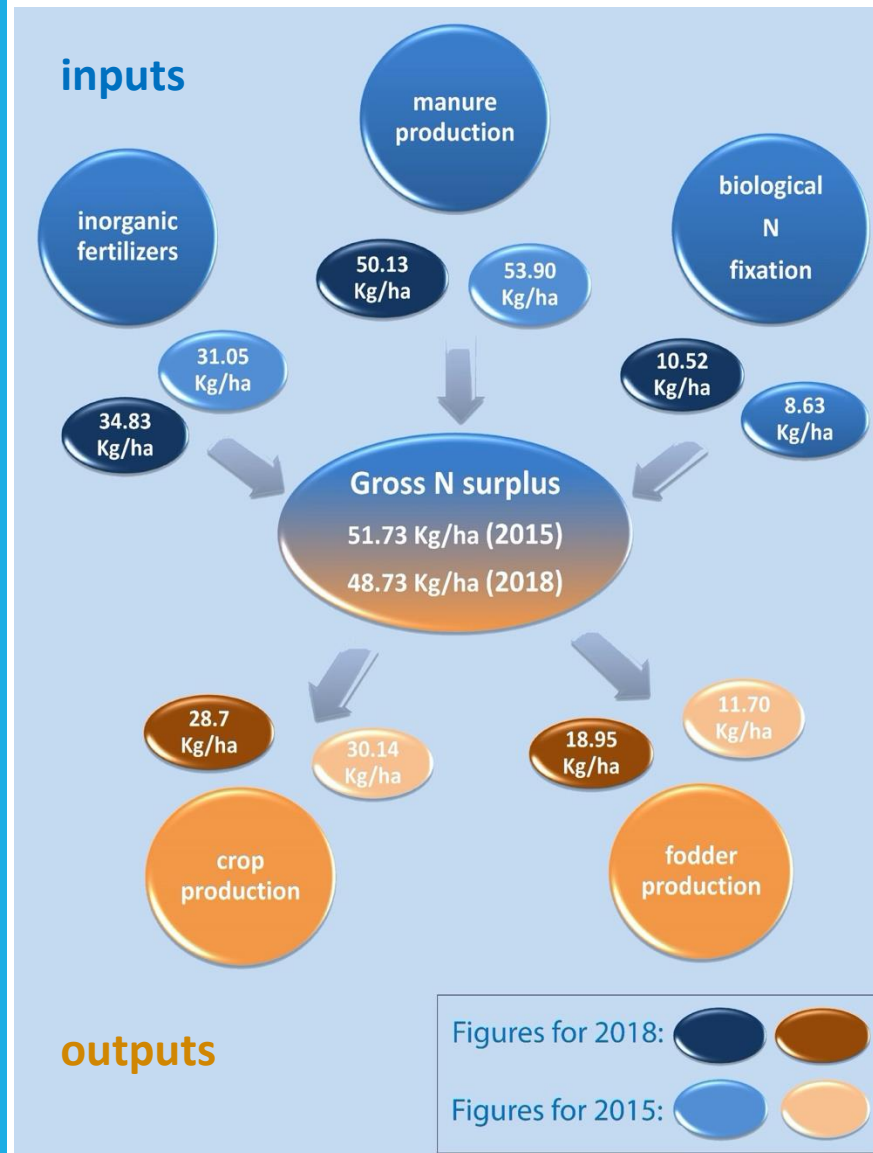 inputs
manure
production
inorganic
fertilizers
biological
N
fixation
50.13
Kg/ha
53.90
Kg/ha
31.05
Kg/ha
34.83
Kg/ha
10.52
Kg/ha
8.63
Kg/ha
Gross N surplus
51.73 Kg/ha (2015)
48.73 Kg/ha (2018)
28.7
Kg/ha
30.14
Kg/ha
18.95
Kg/ha
11.70
Kg/ha
crop
production
fodder
production
outputs
Figures for 2018:
Figures for 2015: